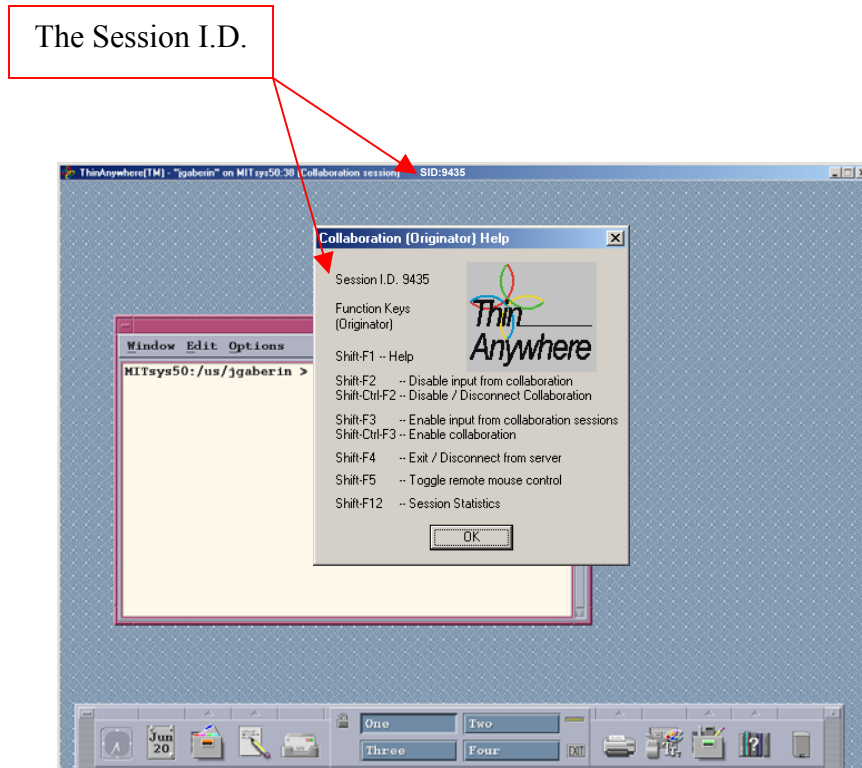 The Session I.D.
ThinAnywhere(TM) - "jgaberin" on MITsys50:30 (Collaboration session) SID:9435
Collaboration (Originator) Help
Session I.D. 9435
Function Keys
(Originator)
Thin
Anywhere
Shift-F1 -- Help
Shift-F2 -- Disable input from collaboration
Shift-Ctrl-F2 -- Disable / Disconnect Collaboration
Shift-F3 -- Enable input from collaboration sessions
Shift-Ctrl-F3 -- Enable collaboration
Shift-F4 -- Exit / Disconnect from server
Shift-F5 -- Toggle remote mouse control
Shift-F12 -- Session Statistics
OK
Window Edit Options
MITsys50:/us/jgaberin >
Jun
20
One
Two
Three
Four
EXIT